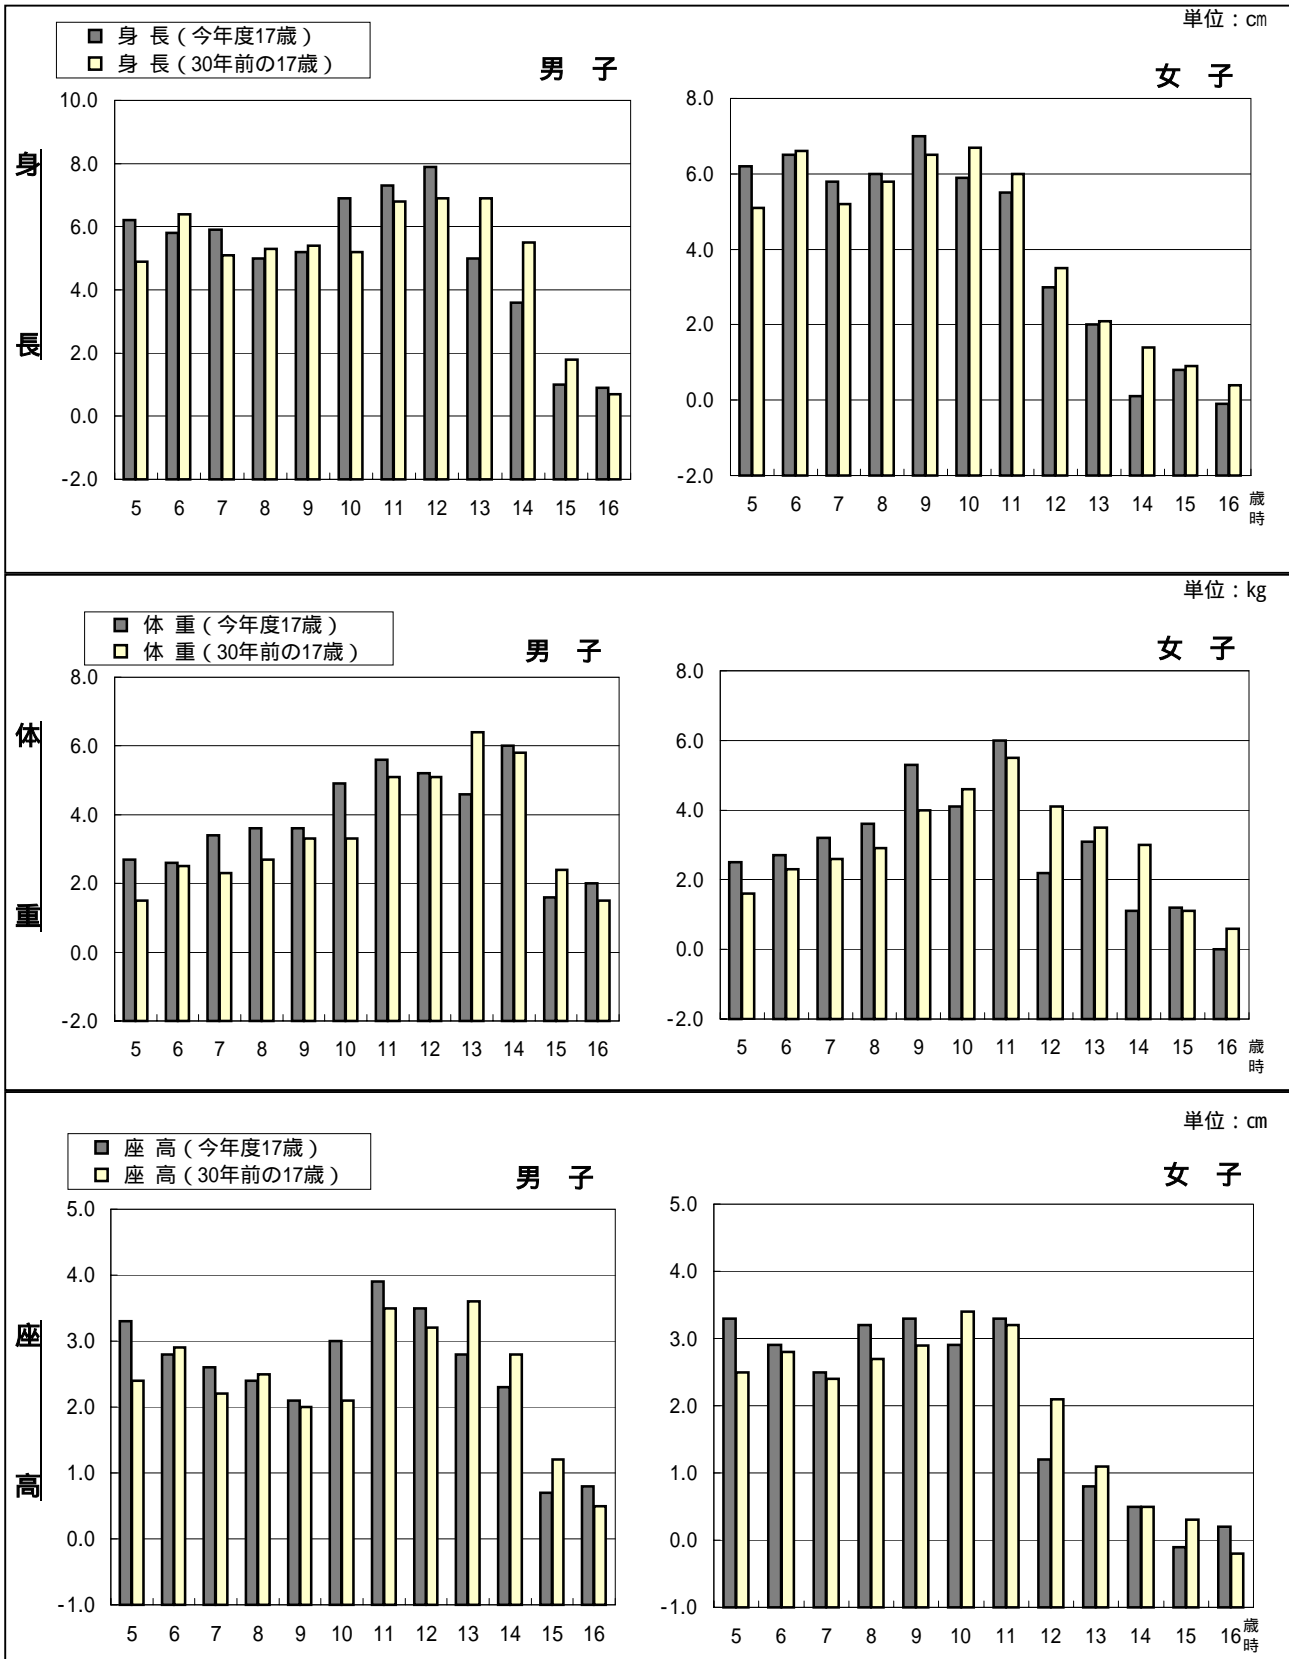 単位：㎝
身 長（今年度17歳）
身 長（30年前の17歳）
男 子
女 子
身
長
10.0
8.0
6.0
4.0
2.0
0.0
-2.0
5 6 7 8 9 10 11 12 13 14 15 16
8.0
6.0
4.0
2.0
0.0
-2.0
5 6 7 8 9 10 11 12 13 14 15 16 歳時
単位：㎏
体 重（今年度17歳）
体 重（30年前の17歳）
男 子
女 子
体
重
8.0
6.0
4.0
2.0
0.0
-2.0
5 6 7 8 9 10 11 12 13 14 15 16
8.0
6.0
4.0
2.0
0.0
-2.0
5 6 7 8 9 10 11 12 13 14 15 16 歳時
単位：㎝
座 高（今年度17歳）
座 高（30年前の17歳）
男 子
女 子
座
高
5.0
4.0
3.0
2.0
1.0
0.0
-1.0
5 6 7 8 9 10 11 12 13 14 15 16
5.0
4.0
3.0
2.0
1.0
0.0
-1.0
5 6 7 8 9 10 11 12 13 14 15 16 歳時